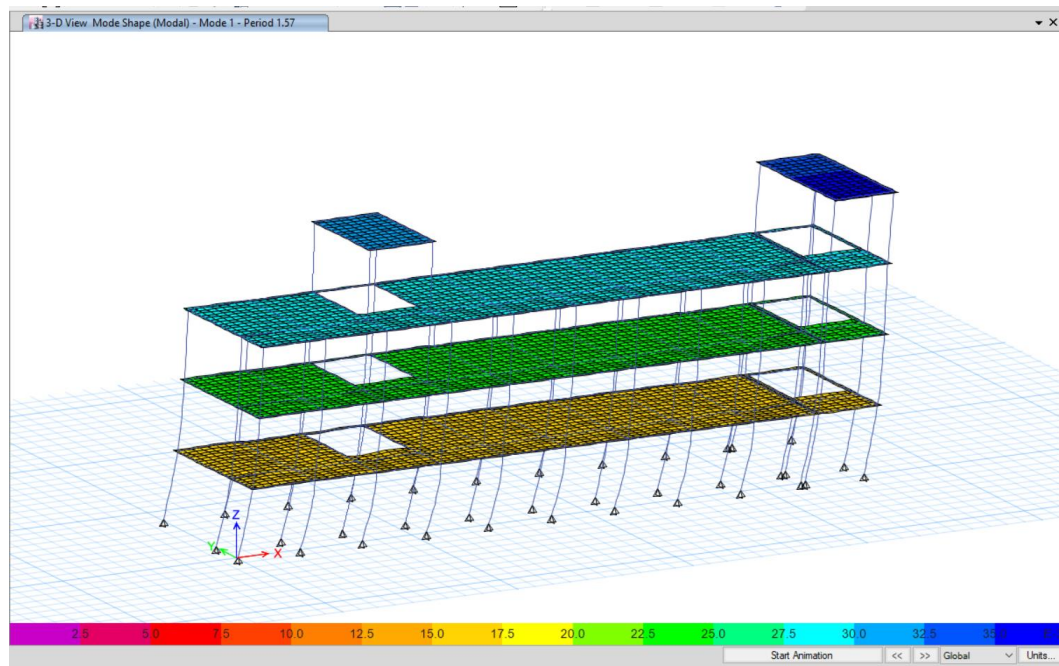 3-D View Mode Shape (Modal) - Mode 1 - Period 1.57
Z
Y
X
2.5 5.0 7.5 10.0 12.5 15.0 17.5 20.0 22.5 25.0 27.5 30.0 32.5 35.0
Start Animation << >> Global Units...